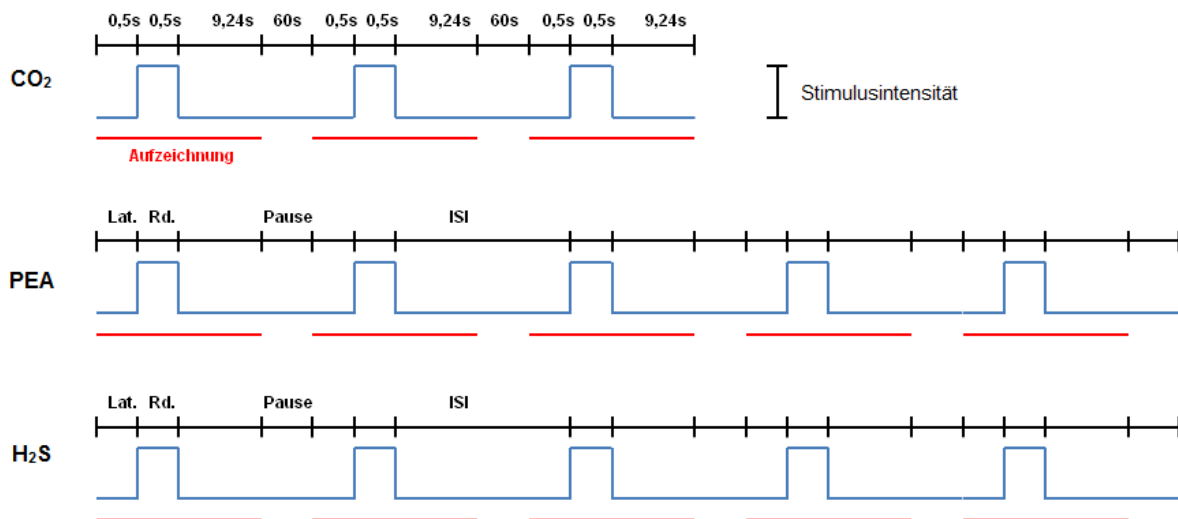 0,5s 0,5s 9,24s 60s 0,5s 0,5s 9,24s 60s 0,5s 0,5s 9,24s
CO₂
Stimulusintensität
Aufzeichnung
Lat. Rd. Pause ISI
PEA
Lat. Rd. Pause ISI
H₂S